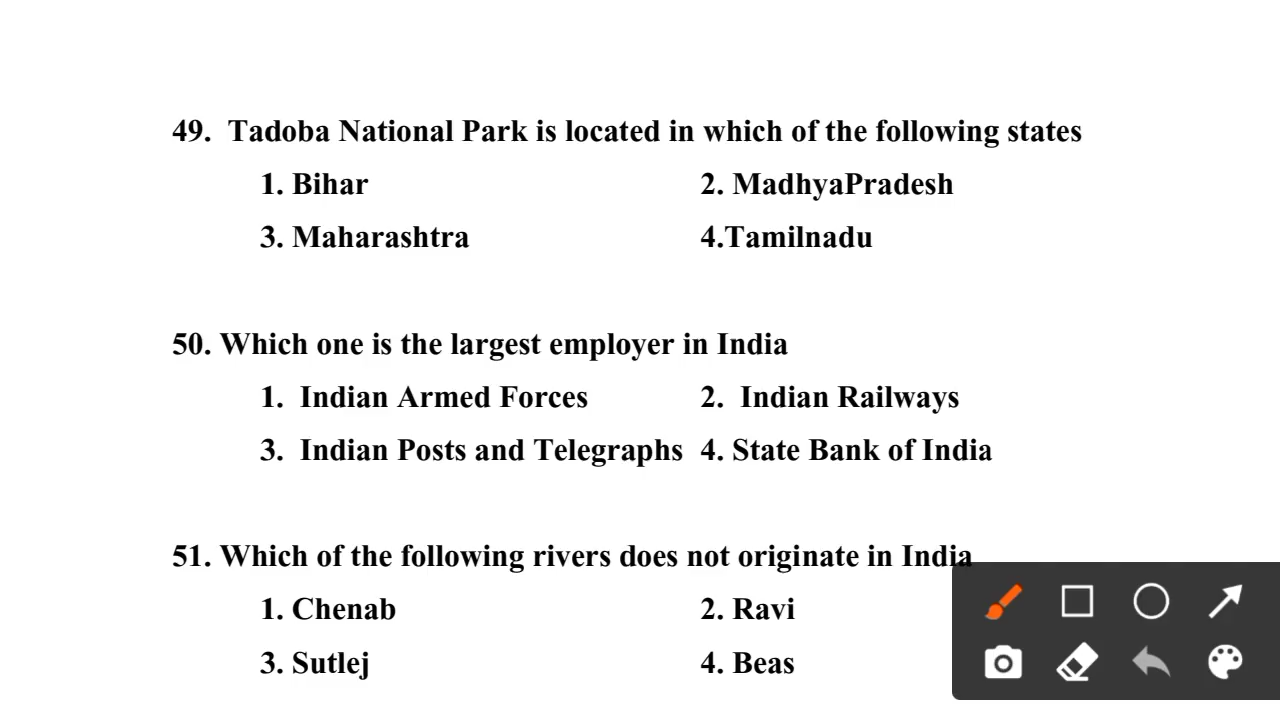 49. Tadoba National Park is located in which of the following states
1. Bihar 2. MadhyaPradesh
3. Maharashtra 4.Tamilnadu
50. Which one is the largest employer in India
1. Indian Armed Forces 2. Indian Railways
3. Indian Posts and Telegraphs 4. State Bank of India
51. Which of the following rivers does not originate in India
1. Chenab 2. Ravi
3. Sutlej 4. Beas